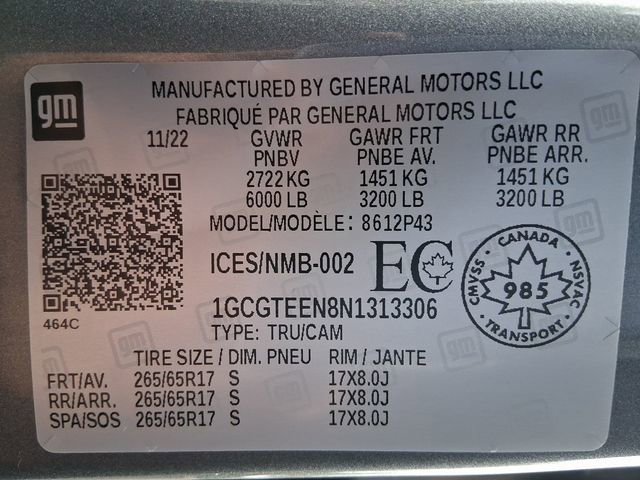 gm
MANUFACTURED BY GENERAL MOTORS LLC
FABRIQUÉ PAR GENERAL MOTORS LLC
11/22 GVWR GAWR FRT GAWR RR
PNBV PNBE AV. PNBE ARR.
2722 KG 1451 KG 1451 KG
6000 LB 3200 LB 3200 LB
MODEL/MODÈLE: 8612P43
ICES/NMB-002 EC
CANADA
CMVSS 985 NSVAC
TRANSPORT
464C
1GCGTEEN8N1313306
TYPE: TRU/CAM
TIRE SIZE / DIM. PNEU RIM / JANTE
FRT/AV. 265/65R17 S 17X8.0J
RR/ARR. 265/65R17 S 17X8.0J
SPA/SOS 265/65R17 S 17X8.0J